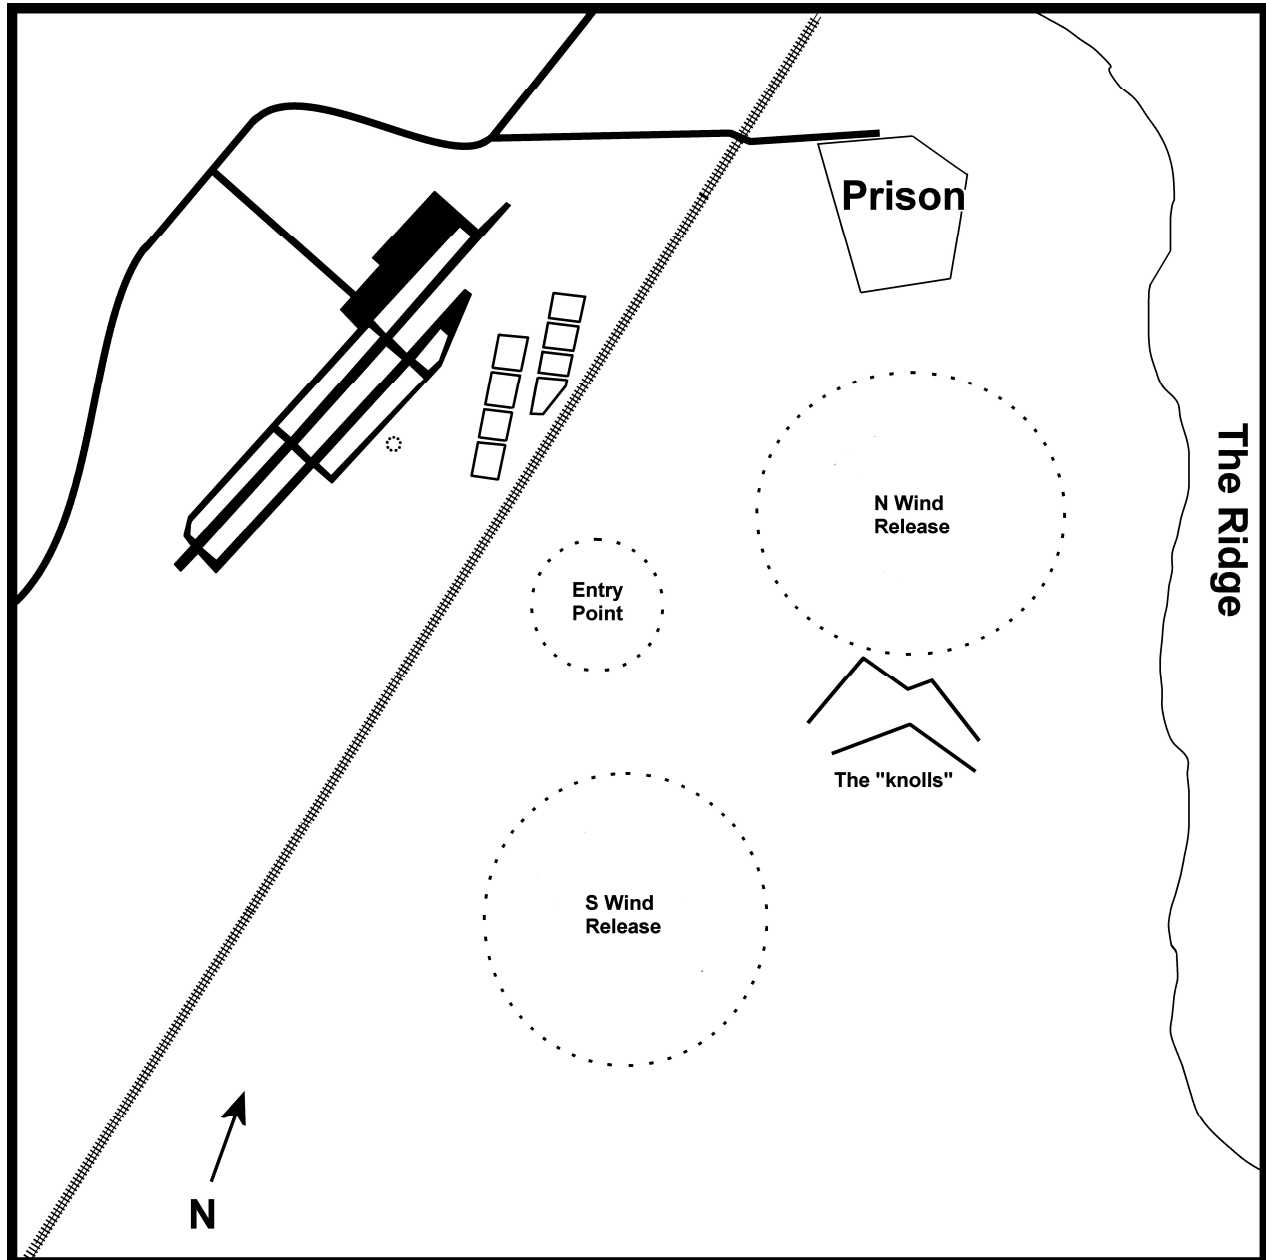 Prison
The Ridge
N Wind
Release
Entry
Point
The "knolls"
S Wind
Release
N